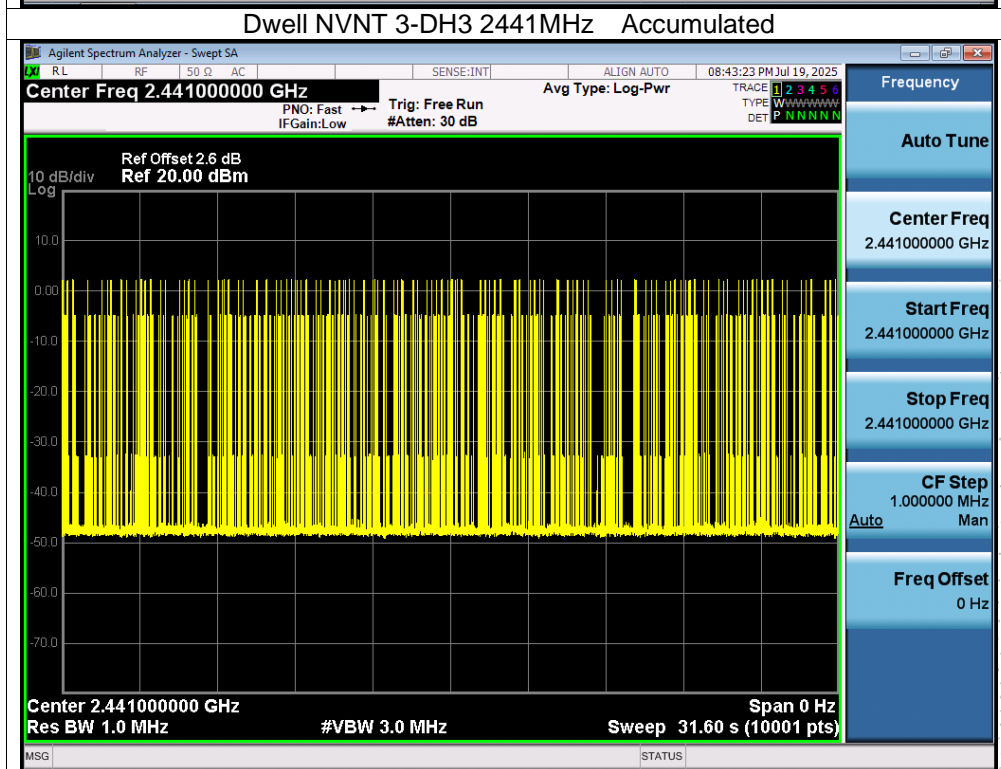 Dwell NVNT 3-DH3 2441MHz Accumulated
Agilent Spectrum Analyzer - Swept SA
LXI RL RF 50 Ω AC SENSE:INT ALIGN AUTO 08:43:23 PM Jul 19, 2025
Center Freq 2.441000000 GHz
PNO: Fast
IFGain:Low
Trig: Free Run
#Atten: 30 dB
Avg Type: Log-Pwr
TRACE 1 2 3 4 5 6
TYPE WWWWWWW
DET P N N N N N
Ref Offset 2.6 dB
10 dB/div Ref 20.00 dBm
Log
10.0
0.00
-10.0
-20.0
-30.0
-40.0
-50.0
-60.0
-70.0
Center 2.441000000 GHz Span 0 Hz
Res BW 1.0 MHz #VBW 3.0 MHz Sweep 31.60 s (10001 pts)
MSG STATUS
Frequency
Auto Tune
Center Freq
2.441000000 GHz
Start Freq
2.441000000 GHz
Stop Freq
2.441000000 GHz
CF Step
1.000000 MHz
Auto Man
Freq Offset
0 Hz